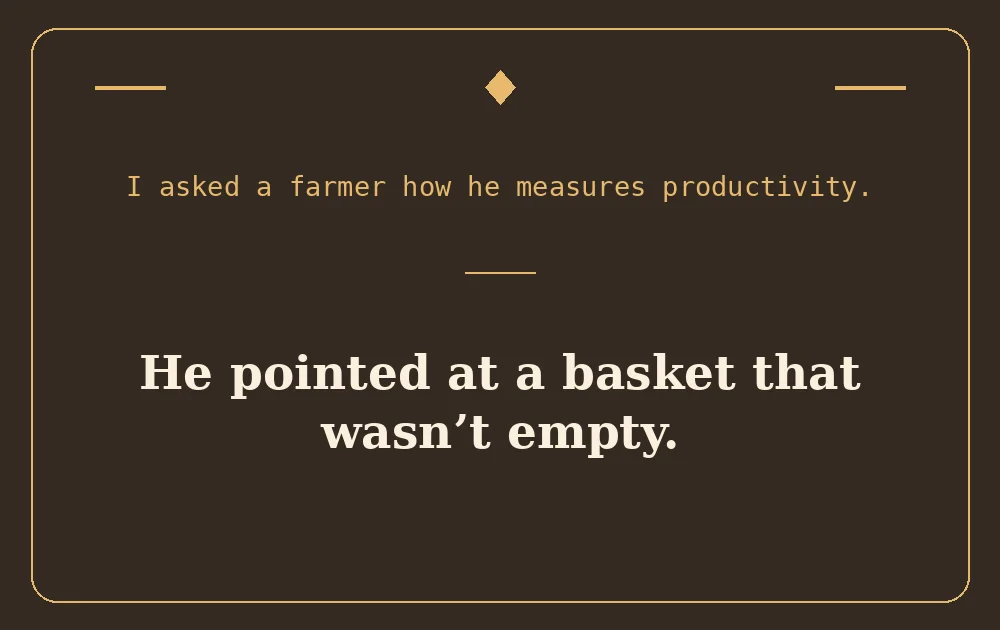 I asked a farmer how he measures productivity.
He pointed at a basket that
wasn’t empty.